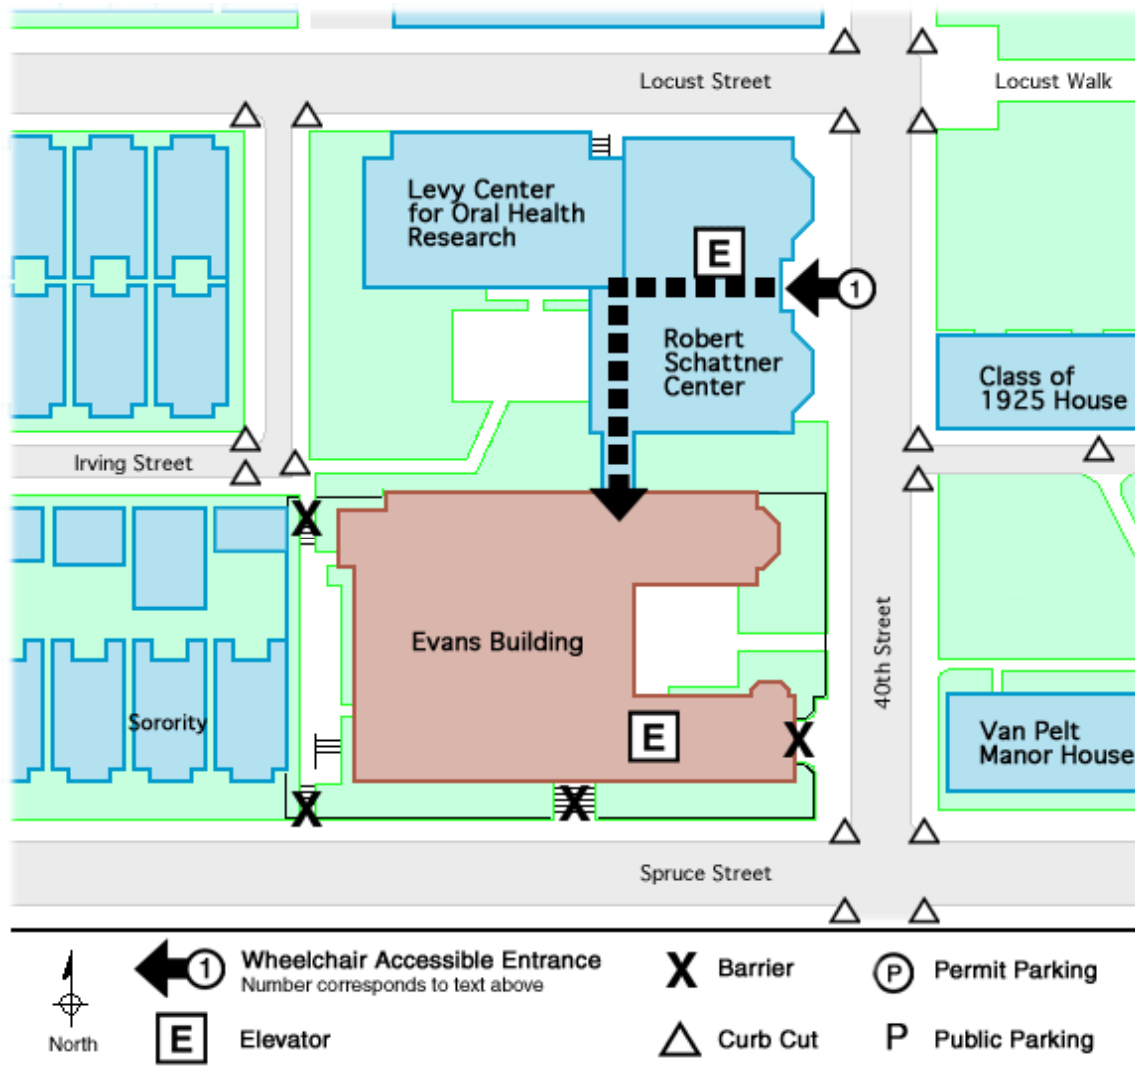 Locust Street
Locust Walk
Levy Center
for Oral Health
Research
E
1
Robert
Schattner
Center
Class of
1925 House
Irving Street
X
Evans Building
40th Street
Sorority
E
X
Van Pelt
Manor House
X
X
Spruce Street
1
Wheelchair Accessible Entrance
Number corresponds to text above
X
Barrier
P
Permit Parking
North
E
Elevator
Curb Cut
P
Public Parking